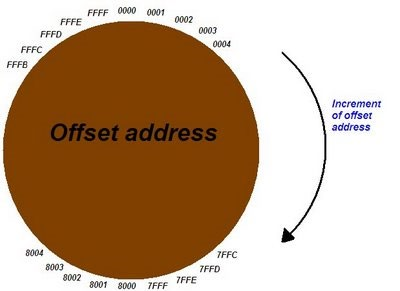 FFFB
FFFC
FFFD
FFFE
FFFF
0000
0001
0002
0003
0004
Increment
of offset
address
Offset address
7FFC
7FFD
7FFE
7FFF
8000
8001
8002
8003
8004